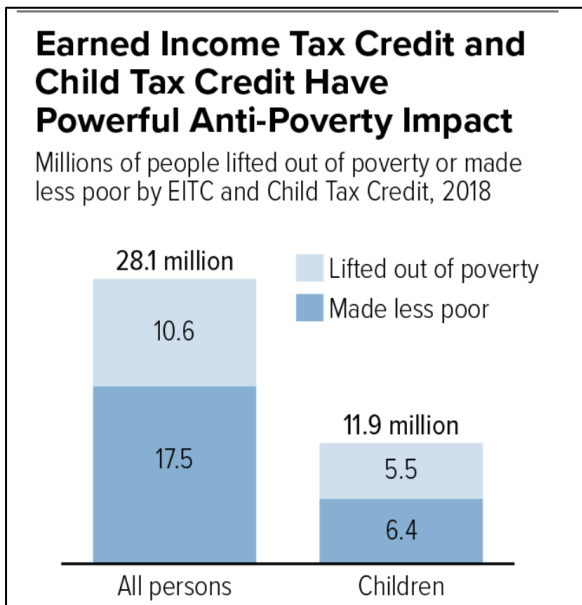 Earned Income Tax Credit and
Child Tax Credit Have
Powerful Anti-Poverty Impact
Millions of people lifted out of poverty or made
less poor by EITC and Child Tax Credit, 2018
28.1 million
Lifted out of poverty
Made less poor
10.6
17.5
11.9 million
5.5
6.4
All persons
Children